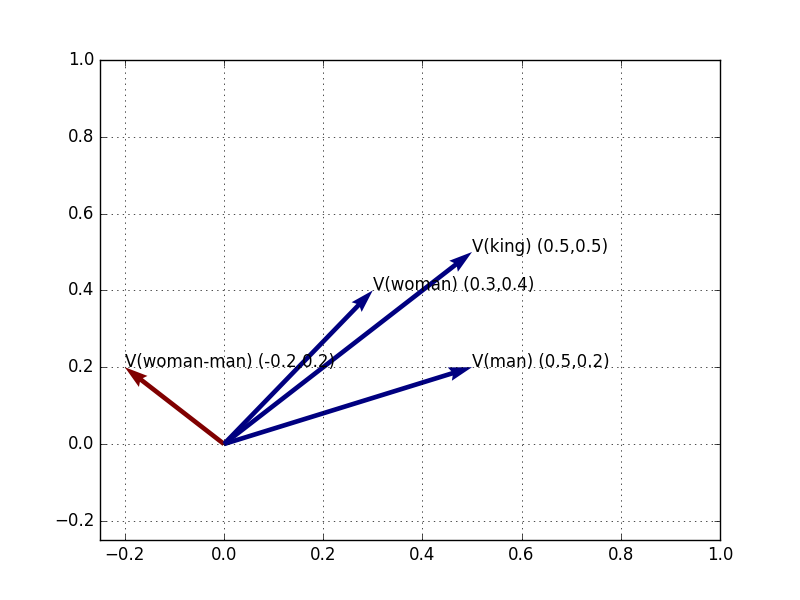 1.0
0.8
0.6
V(king) (0.5,0.5)
0.4
V(woman) (0.3,0.4)
0.2
V(woman-man) (-0.2,0.2)
V(man) (0.5,0.2)
0.0
−0.2
−0.2 0.0 0.2 0.4 0.6 0.8 1.0